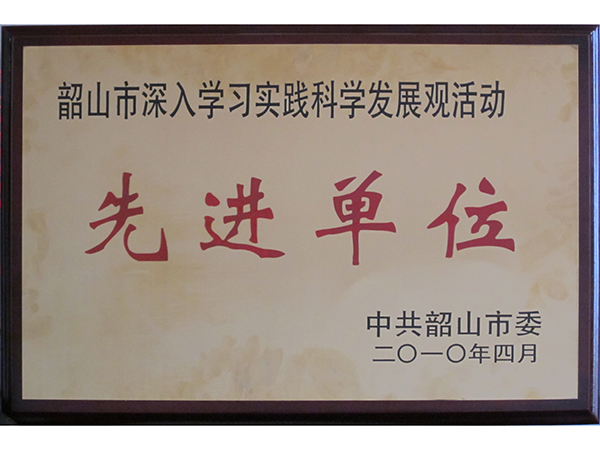 韶山市深入学习实践科学发展观活动
先进单位
中共韶山市委
二〇一〇年四月